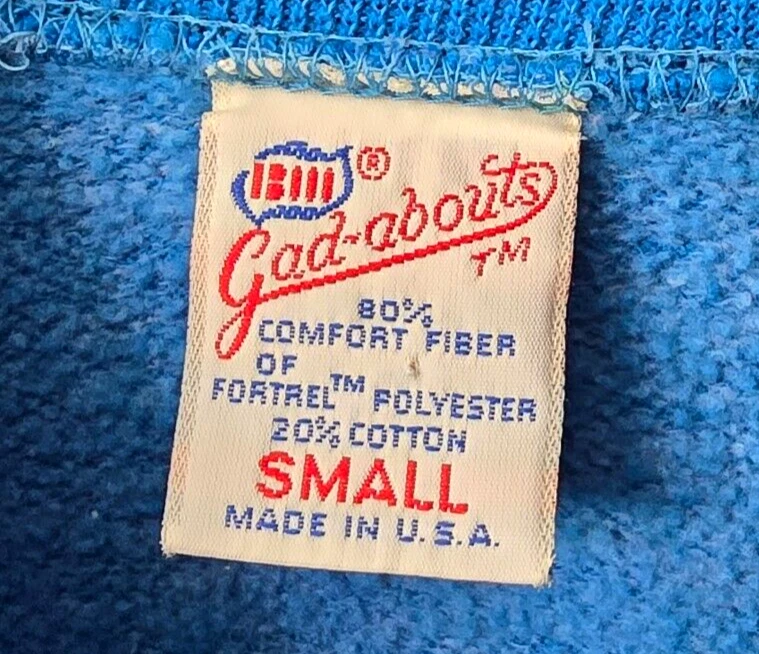 ®
Gad-abouts
TM
80%
COMFORT FIBER
OF
FORTREL™ POLYESTER
20% COTTON
SMALL
MADE IN U.S.A.